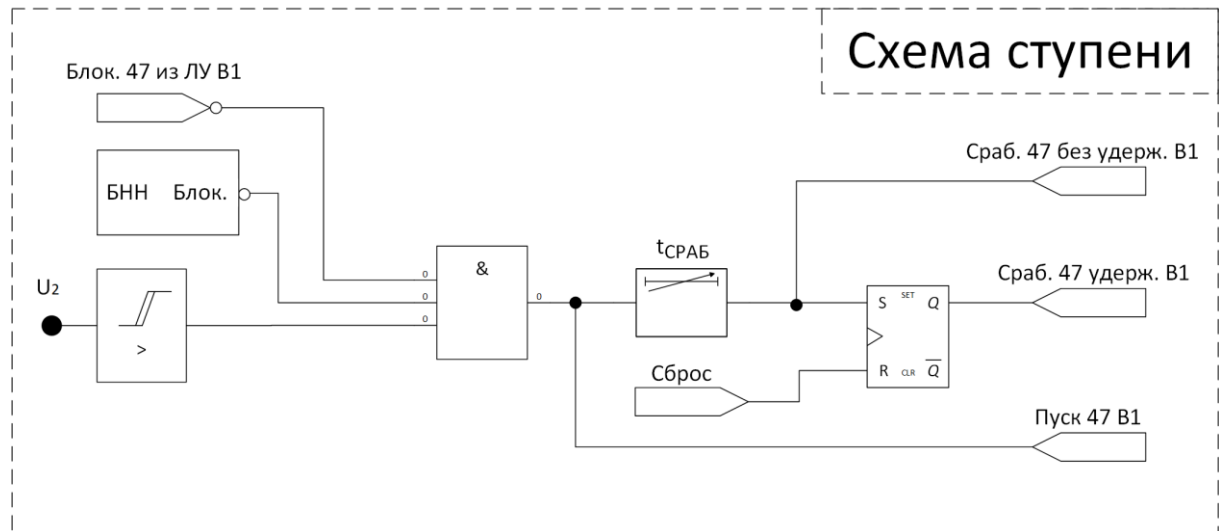 Схема ступени
Блок. 47 из ЛУ В1
БНН Блок.
U₂
>
&
0
0
0
0
tСРАБ
Сраб. 47 без удерж. В1
Сраб. 47 удерж. В1
S SET Q
R CLR Q̅
Сброс
Пуск 47 В1